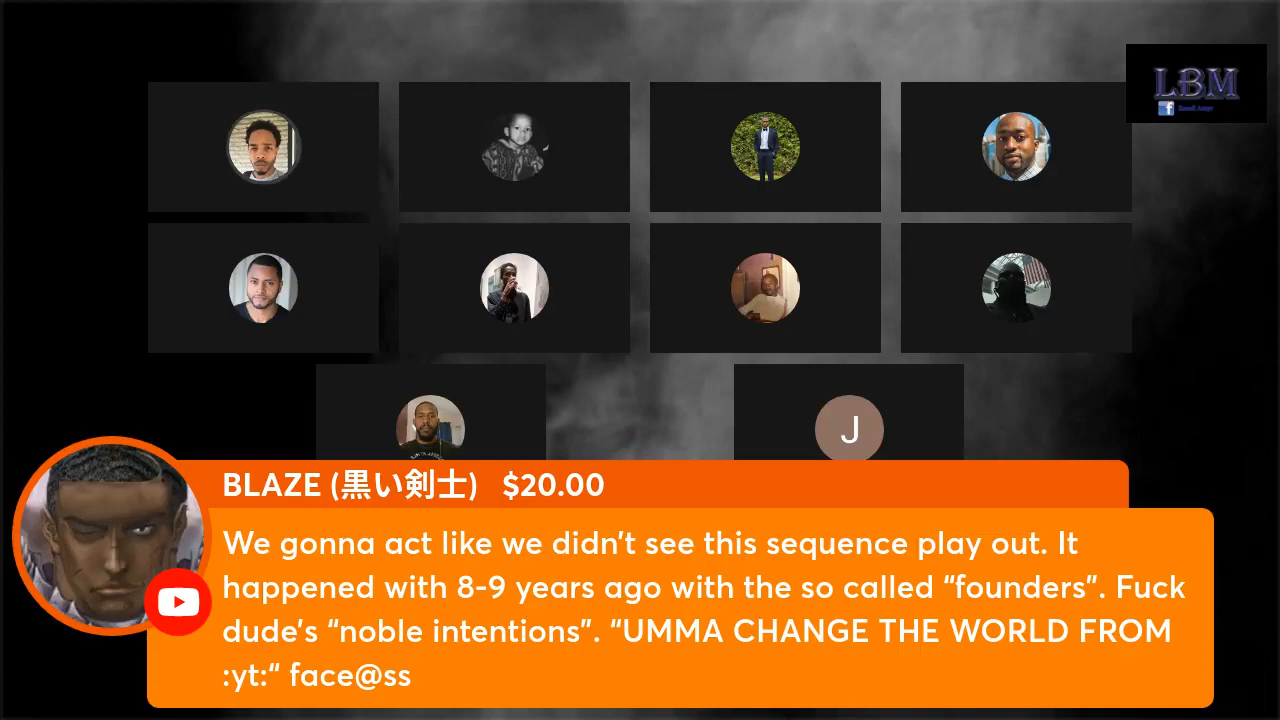 LBM
f
J
BLAZE (黒い剣士) $20.00
We gonna act like we didn't see this sequence play out. It
happened with 8-9 years ago with the so called “founders”. Fuck
dude's “noble intentions”. “UMMA CHANGE THE WORLD FROM
:yt:“ face@ss